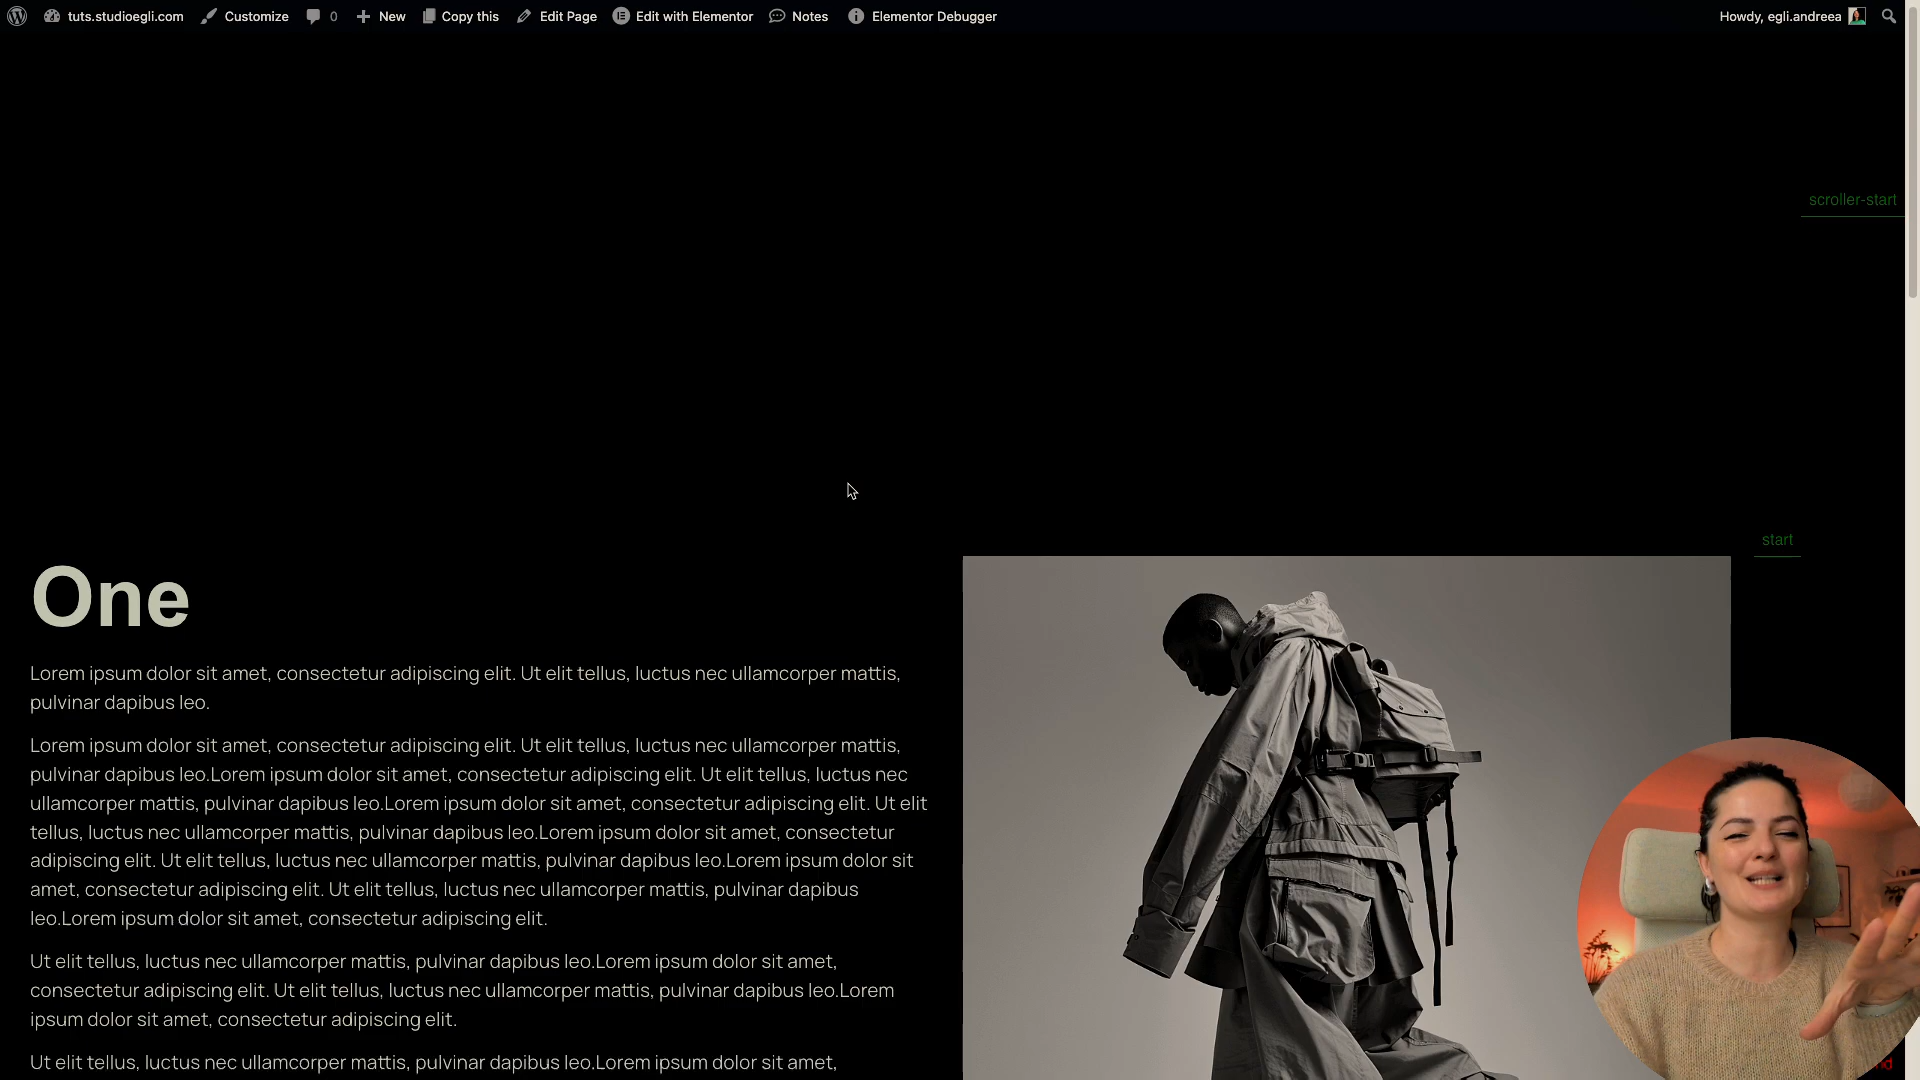 tuts.studioegli.com Customize 0 New Copy this Edit Page Edit with Elementor Notes Elementor Debugger Howdy, egli.andreea
scroller-start
start
One
Lorem ipsum dolor sit amet, consectetur adipiscing elit. Ut elit tellus, luctus nec ullamcorper mattis,
pulvinar dapibus leo.
Lorem ipsum dolor sit amet, consectetur adipiscing elit. Ut elit tellus, luctus nec ullamcorper mattis,
pulvinar dapibus leo.Lorem ipsum dolor sit amet, consectetur adipiscing elit. Ut elit tellus, luctus nec
ullamcorper mattis, pulvinar dapibus leo.Lorem ipsum dolor sit amet, consectetur adipiscing elit. Ut elit
tellus, luctus nec ullamcorper mattis, pulvinar dapibus leo.Lorem ipsum dolor sit amet, consectetur
adipiscing elit. Ut elit tellus, luctus nec ullamcorper mattis, pulvinar dapibus leo.Lorem ipsum dolor sit
amet, consectetur adipiscing elit. Ut elit tellus, luctus nec ullamcorper mattis, pulvinar dapibus
leo.Lorem ipsum dolor sit amet, consectetur adipiscing elit.
Ut elit tellus, luctus nec ullamcorper mattis, pulvinar dapibus leo.Lorem ipsum dolor sit amet,
consectetur adipiscing elit. Ut elit tellus, luctus nec ullamcorper mattis, pulvinar dapibus leo.Lorem
ipsum dolor sit amet, consectetur adipiscing elit.
Ut elit tellus, luctus nec ullamcorper mattis, pulvinar dapibus leo.Lorem ipsum dolor sit amet,